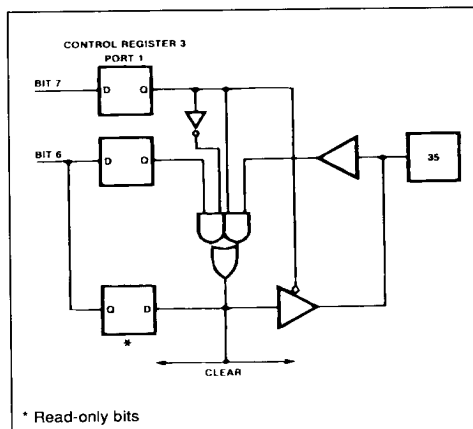 CONTROL REGISTER 3
PORT 1
BIT 7
D Q
BIT 6
D Q
35
Q D
*
CLEAR
* Read-only bits